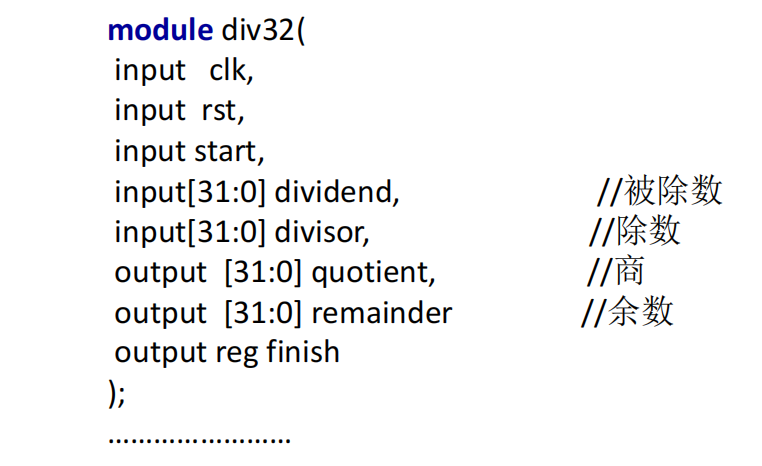 module div32(
input clk,
input rst,
input start,
input[31:0] dividend, //被除数
input[31:0] divisor, //除数
output [31:0] quotient, //商
output [31:0] remainder //余数
output reg finish
);
........................